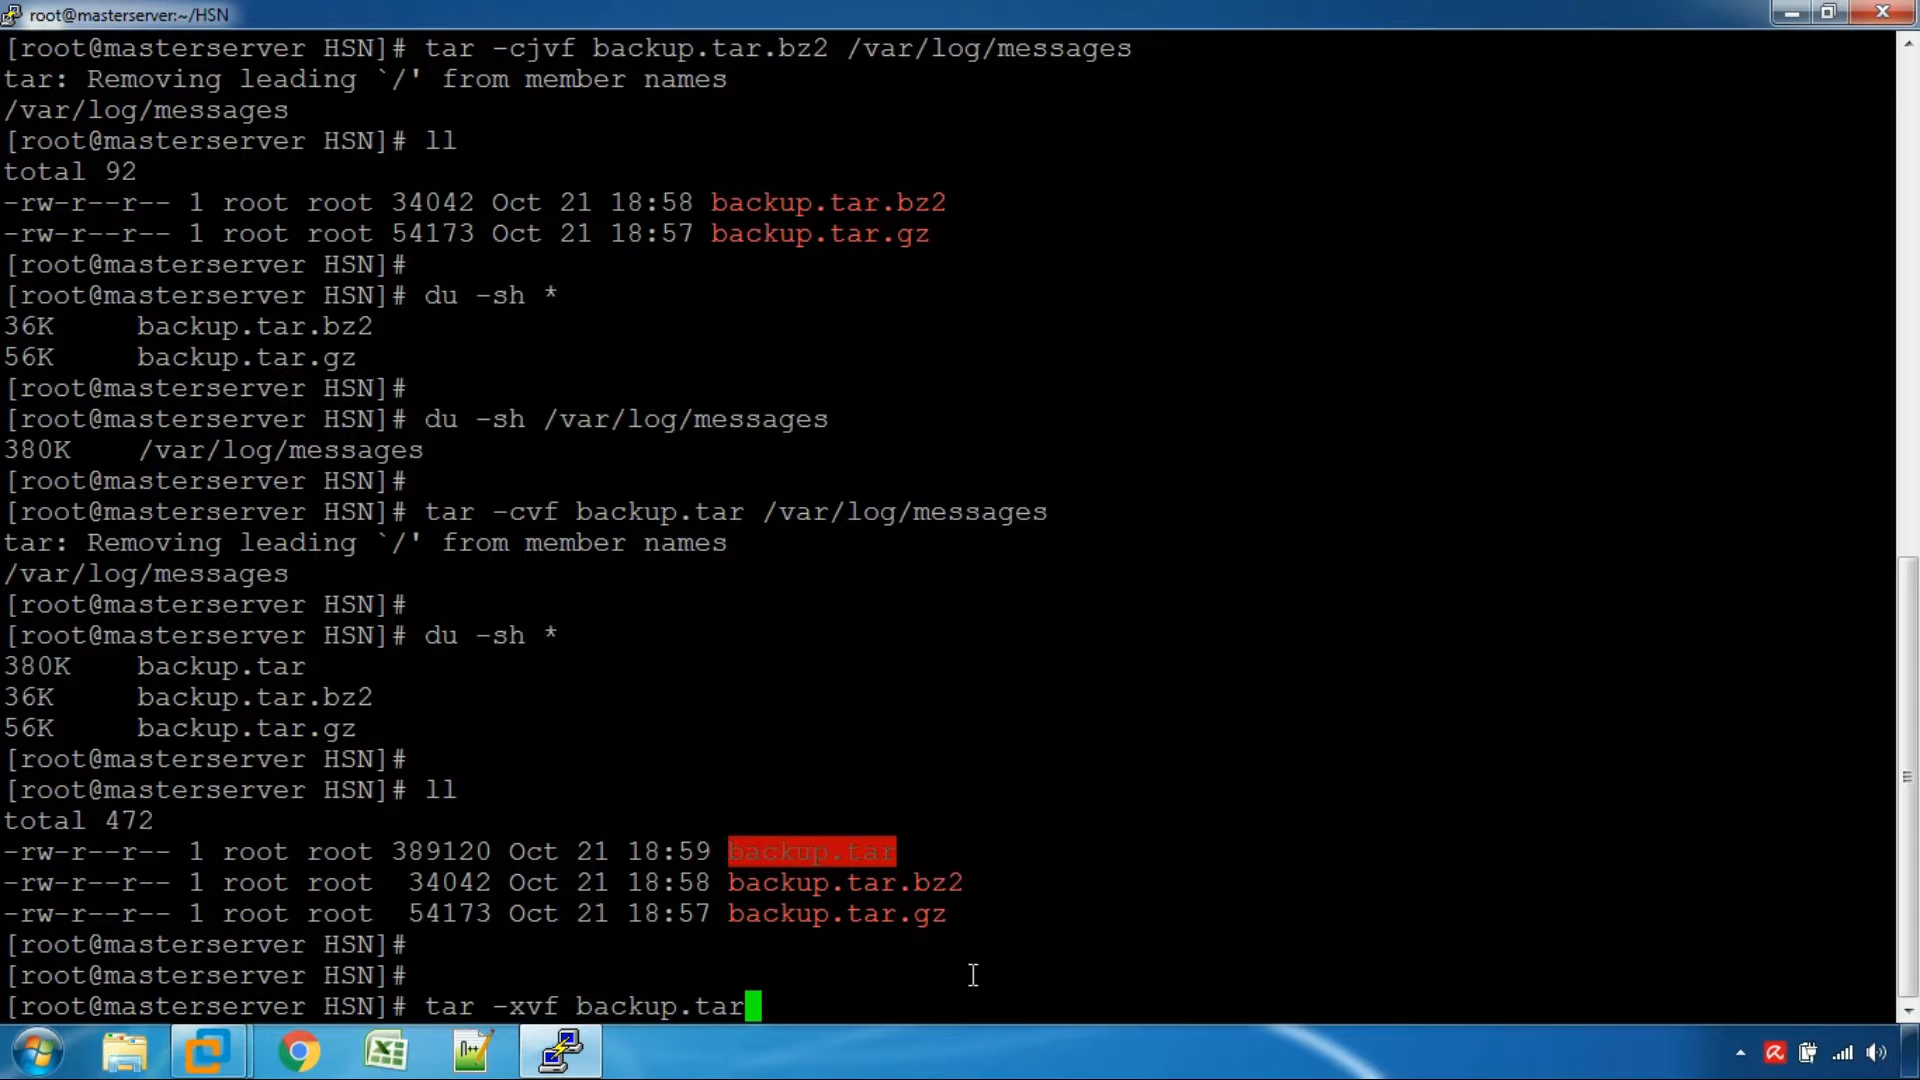 root@masterserver:~/HSN
[root@masterserver HSN]# tar -cjvf backup.tar.bz2 /var/log/messages
tar: Removing leading `/' from member names
/var/log/messages
[root@masterserver HSN]# ll
total 92
-rw-r--r-- 1 root root 34042 Oct 21 18:58 backup.tar.bz2
-rw-r--r-- 1 root root 54173 Oct 21 18:57 backup.tar.gz
[root@masterserver HSN]#
[root@masterserver HSN]# du -sh *
36K    backup.tar.bz2
56K    backup.tar.gz
[root@masterserver HSN]#
[root@masterserver HSN]# du -sh /var/log/messages
380K    /var/log/messages
[root@masterserver HSN]#
[root@masterserver HSN]# tar -cvf backup.tar /var/log/messages
tar: Removing leading `/' from member names
/var/log/messages
[root@masterserver HSN]#
[root@masterserver HSN]# du -sh *
380K    backup.tar
36K    backup.tar.bz2
56K    backup.tar.gz
[root@masterserver HSN]#
[root@masterserver HSN]# ll
total 472
-rw-r--r-- 1 root root 389120 Oct 21 18:59 backup.tar
-rw-r--r-- 1 root root  34042 Oct 21 18:58 backup.tar.bz2
-rw-r--r-- 1 root root  54173 Oct 21 18:57 backup.tar.gz
[root@masterserver HSN]#
[root@masterserver HSN]#
[root@masterserver HSN]# tar -xvf backup.tar